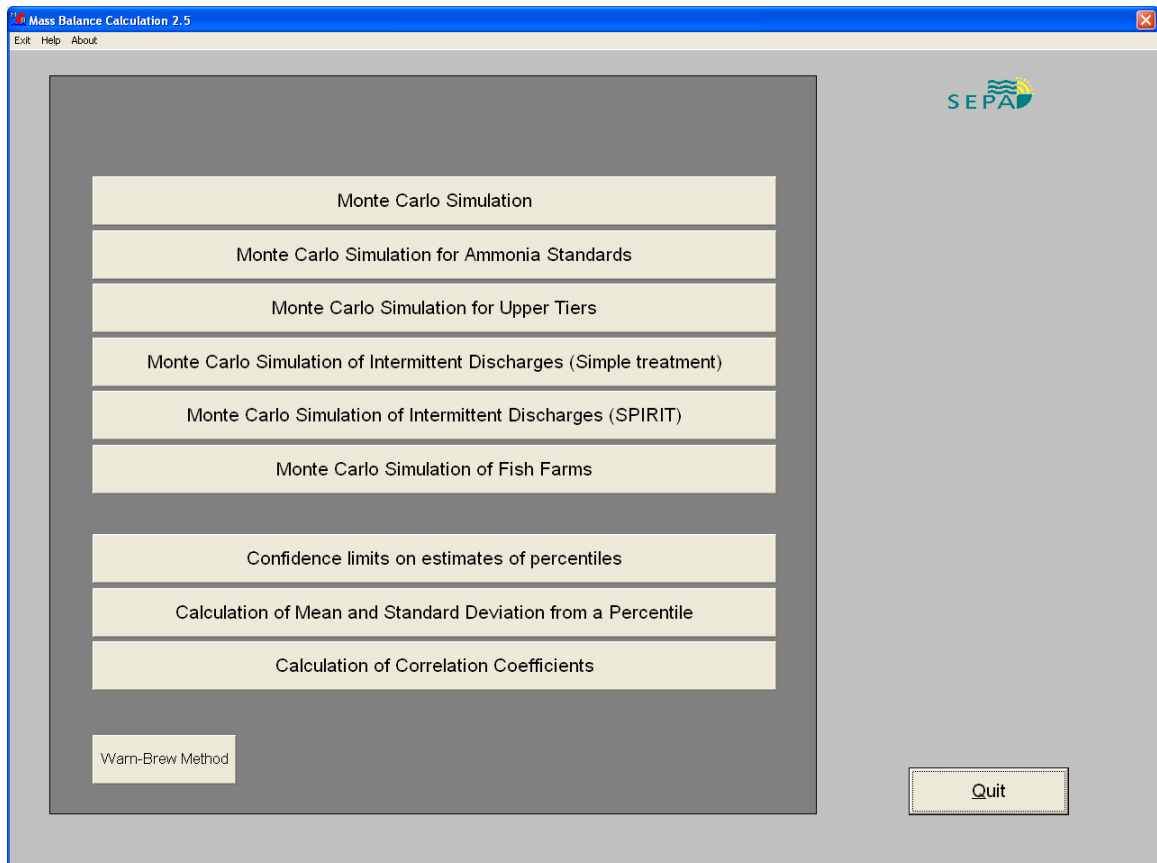 Mass Balance Calculation 2.5
Exit Help About
SEPA
Monte Carlo Simulation
Monte Carlo Simulation for Ammonia Standards
Monte Carlo Simulation for Upper Tiers
Monte Carlo Simulation of Intermittent Discharges (Simple treatment)
Monte Carlo Simulation of Intermittent Discharges (SPIRIT)
Monte Carlo Simulation of Fish Farms
Confidence limits on estimates of percentiles
Calculation of Mean and Standard Deviation from a Percentile
Calculation of Correlation Coefficients
Warn-Brew Method
Quit